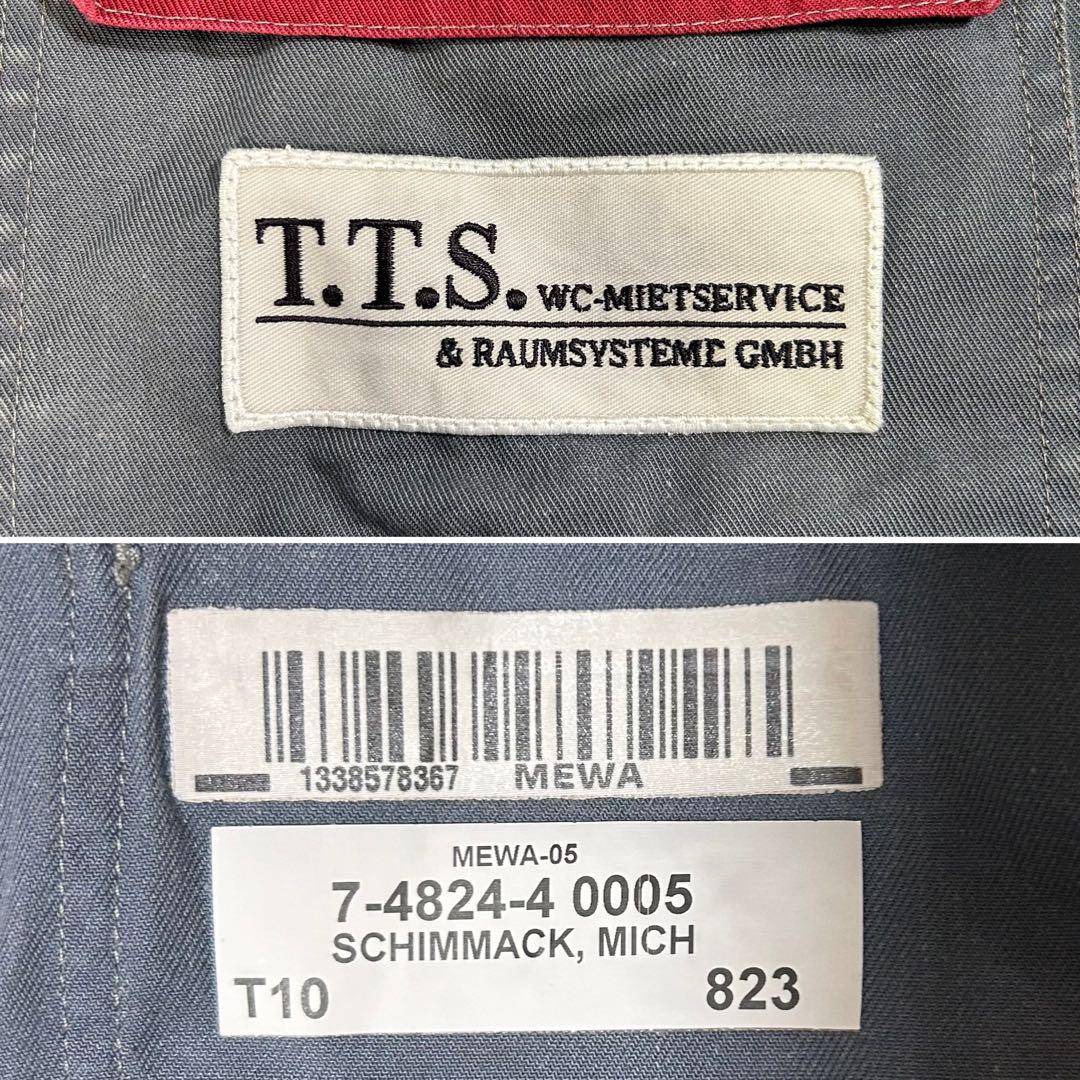 T.T.S. WC-MIETSERVICE
& RAUMSYSTEME GMBH
1338578367 MEWA
MEWA-05
7-4824-4 0005
SCHIMMACK, MICH
T10 823